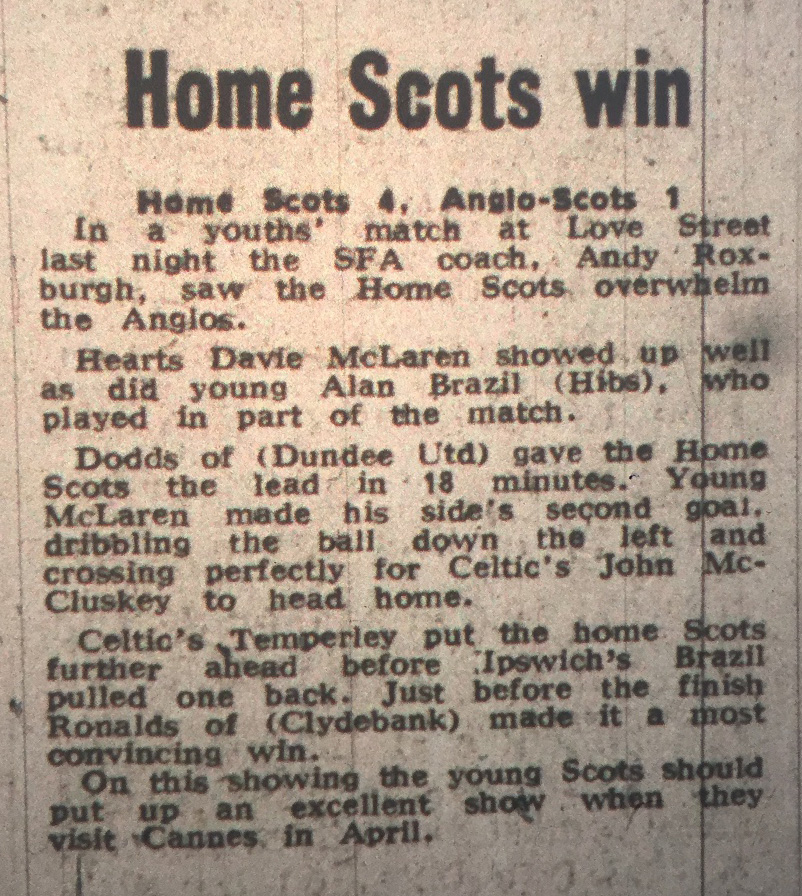 Home Scots win
Home Scots 4, Anglo-Scots 1
In a youths' match at Love Street
last night the SFA coach, Andy Rox-
burgh, saw the Home Scots overwhelm
the Anglos.
Hearts Davie McLaren showed up well
as did young Alan Brazil (Hibs), who
played in part of the match.
Dodds of (Dundee Utd) gave the Home
Scots the lead in 18 minutes. Young
McLaren made his side's second goal,
dribbling the ball down the left and
crossing perfectly for Celtic's John Mc-
Cluskey to head home.
Celtic's Temperley put the home Scots
further ahead before Ipswich's Brazil
pulled one back. Just before the finish
Ronalds of (Clydebank) made it a most
convincing win.
On this showing the young Scots should
put up an excellent show when they
visit Cannes in April.